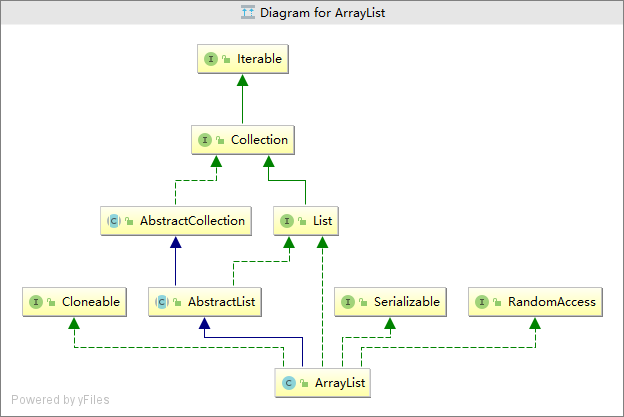 Diagram for ArrayList
I Iterable
I Collection
C AbstractCollection
I List
I Cloneable
C AbstractList
I Serializable
I RandomAccess
C ArrayList
Powered by yFiles